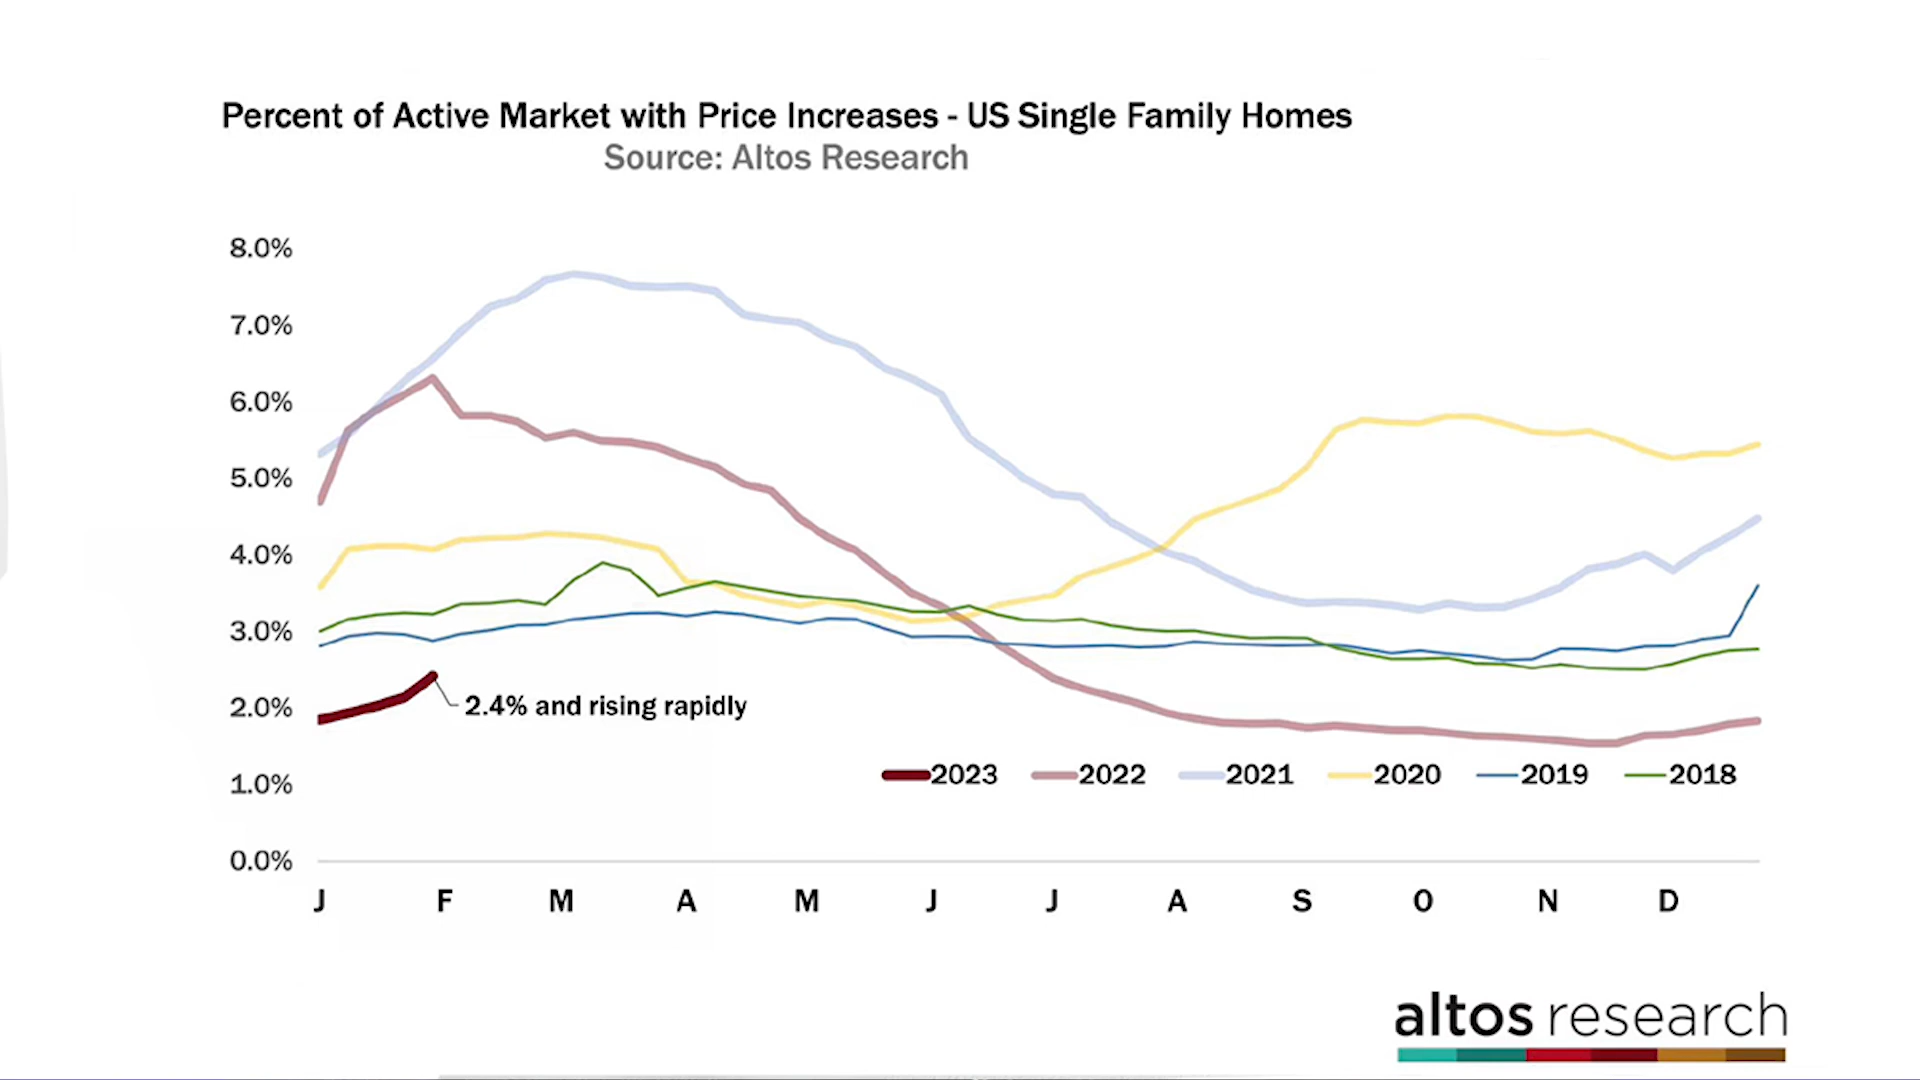 Percent of Active Market with Price Increases - US Single Family Homes
Source: Altos Research
8.0%
7.0%
6.0%
5.0%
4.0%
3.0%
2.0%
1.0%
0.0%
2.4% and rising rapidly
2023 2022 2021 2020 2019 2018
J F M A M J J A S O N D
altos research